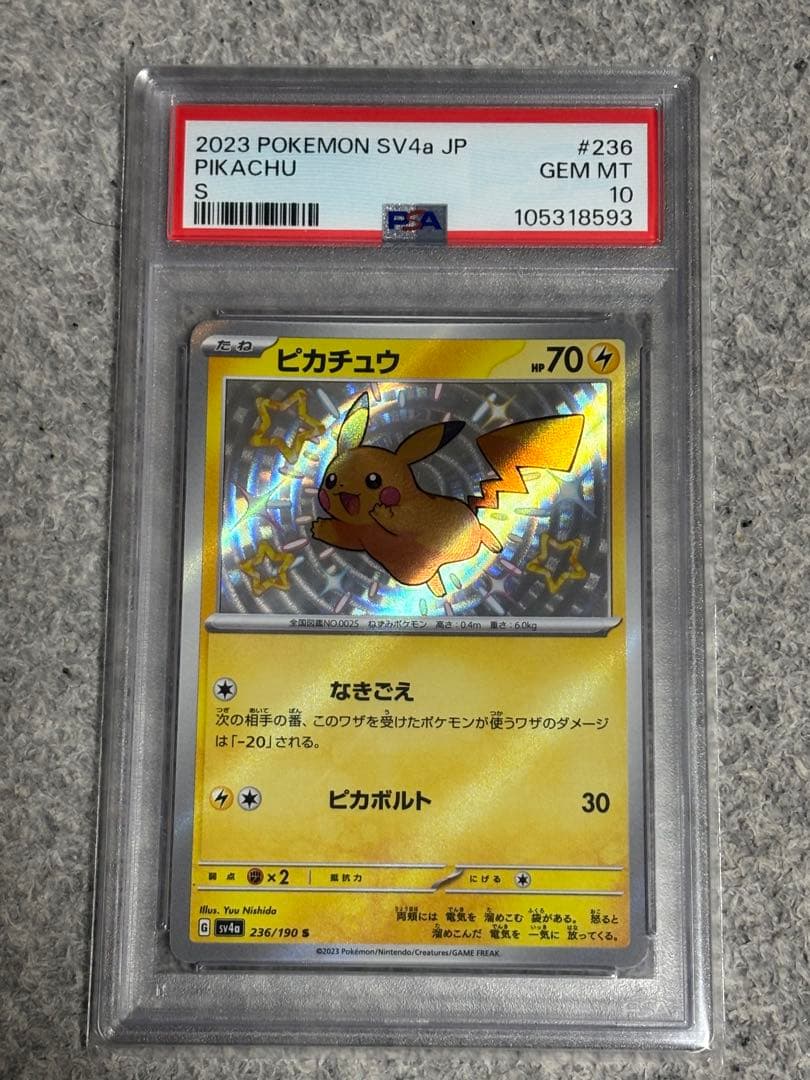 2023 POKEMON SV4a JP #236
PIKACHU GEM MT
S 10
PSA 105318593
たね ピカチュウ HP70
全国図鑑NO.0025 ねずみポケモン 高さ:0.4m 重さ:6.0kg
なきごえ
次の相手の番、このワザを受けたポケモンが使うワザのダメージ
は「-20」される。
ピカボルト 30
弱点 ×2 抵抗力 にげる
Illus. Yuu Nishida
両頬には 電気を 溜めこむ 袋がある。 怒ると
溜めこんだ 電気を 一気に 放ってくる。
G SV4a 236/190 S
©2023 Pokémon/Nintendo/Creatures/GAME FREAK